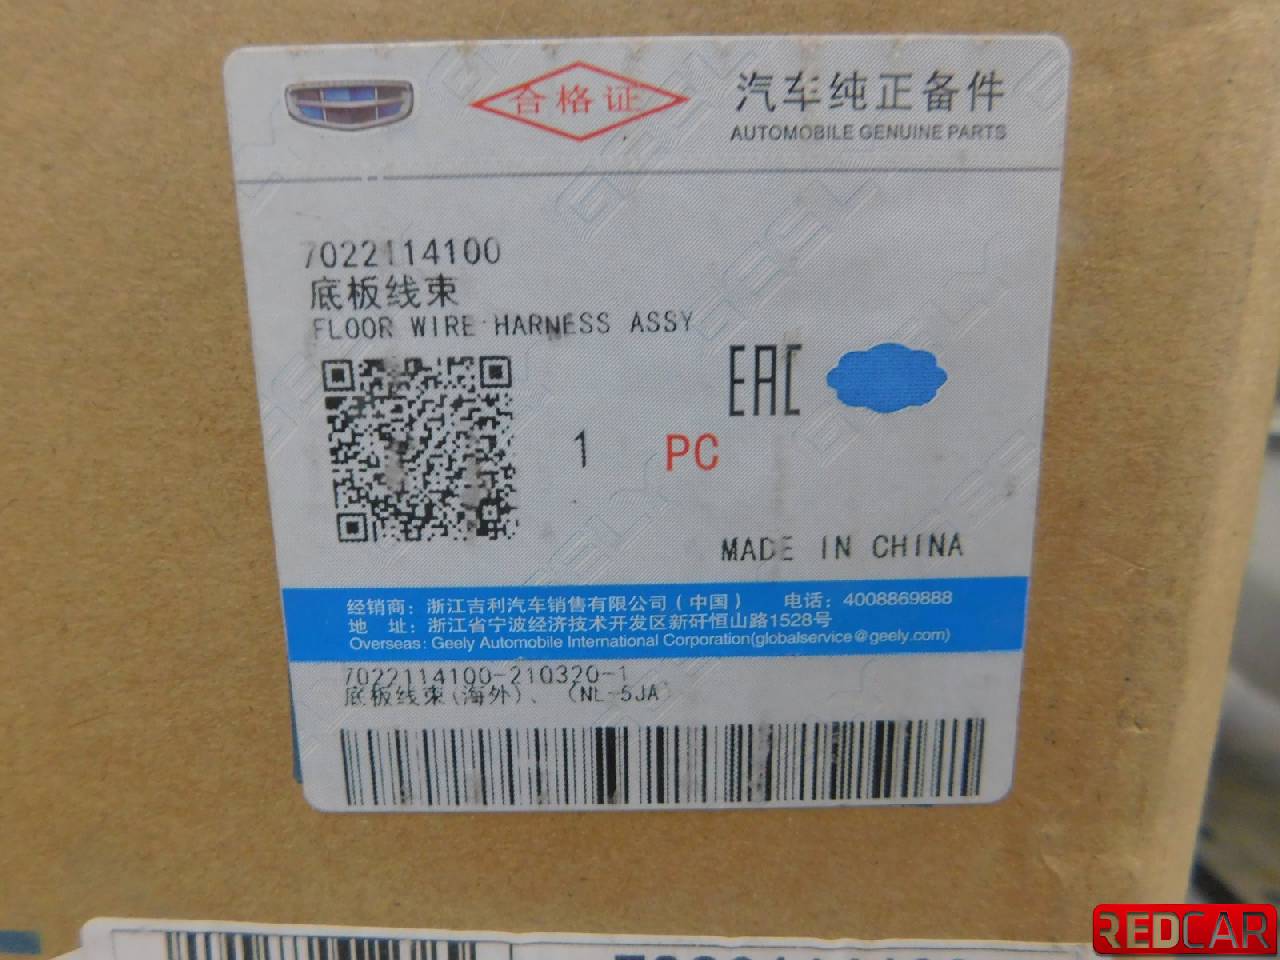 合格证
汽车纯正备件
AUTOMOBILE GENUINE PARTS
GEELY
7022114100
底板线束
FLOOR WIRE HARNESS ASSY
EAC
1 PC
MADE IN CHINA
经销商：浙江吉利汽车销售有限公司（中国） 电话：4008869888
地 址：浙江省宁波经济技术开发区新矸恒山路1528号
Overseas: Geely Automobile International Corporation(globalservice@geely.com)
7022114100-210320-1
底板线束(海外)、（NL-5JA）
REDCAR